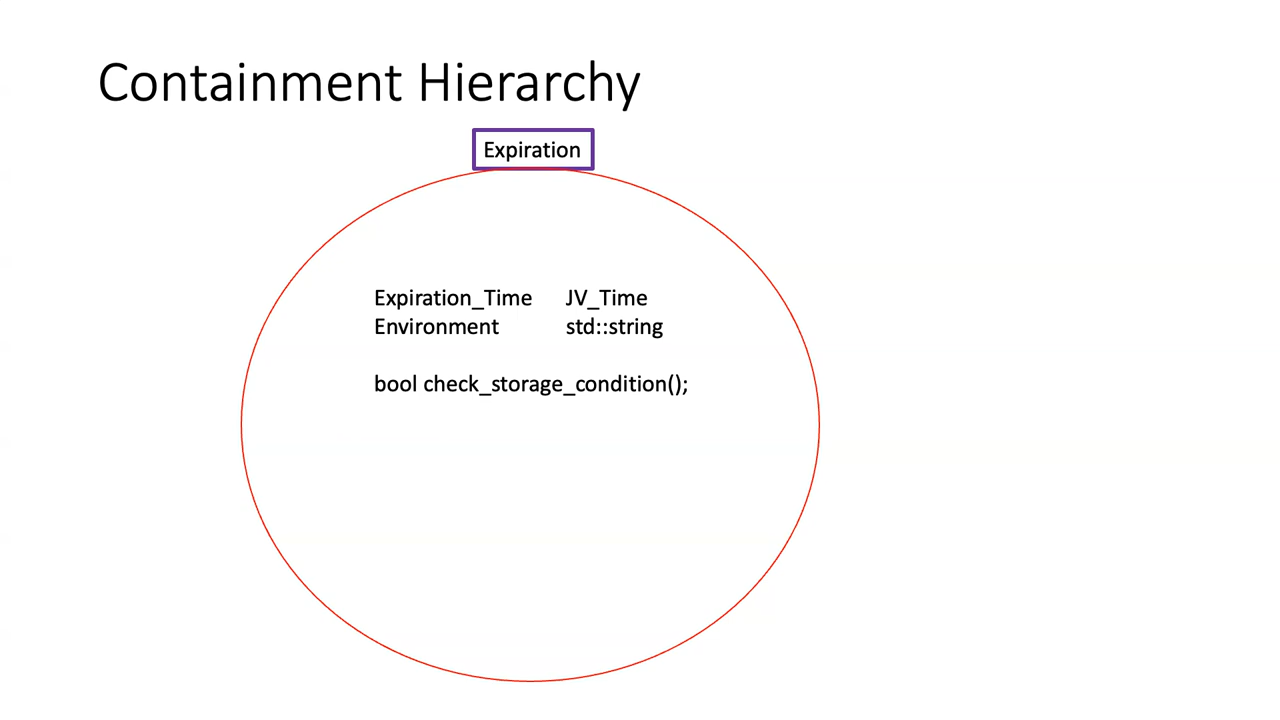 Containment Hierarchy
Expiration
Expiration_Time JV_Time
Environment std::string
bool check_storage_condition();